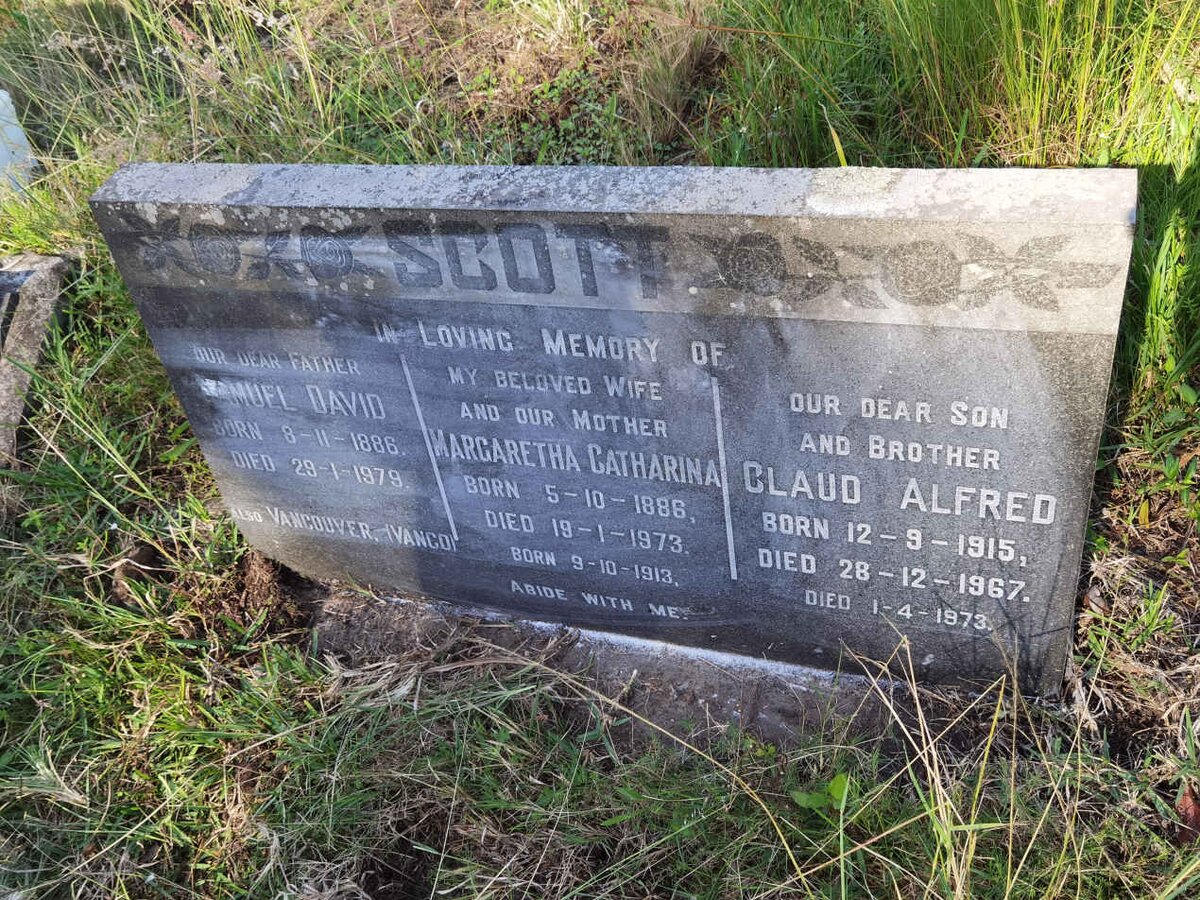 SCOTT
IN LOVING MEMORY OF
OUR DEAR FATHER
SAMUEL DAVID
BORN 8-11-1886.
DIED 29-1-1979.
MY BELOVED WIFE
AND OUR MOTHER
MARGARETHA CATHARINA
BORN 5-10-1886,
DIED 19-1-1973.
OUR DEAR SON
AND BROTHER
CLAUD ALFRED
BORN 12-9-1915,
DIED 28-12-1967.
ALSO VANCOUVER, (VANCO) BORN 9-10-1913, DIED 1-4-1973.
ABIDE WITH ME.